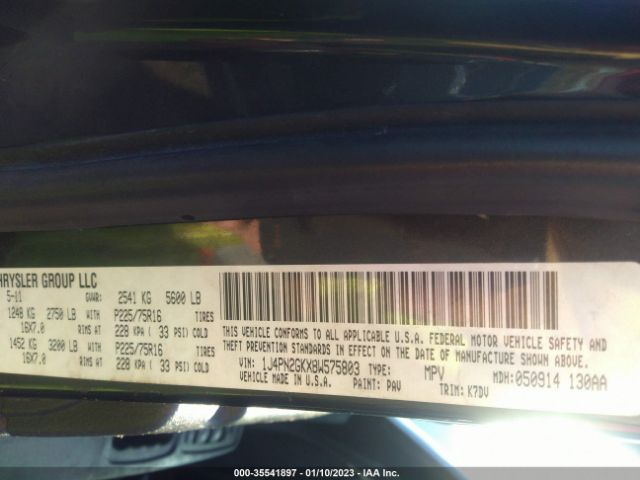 HRYSLER GROUP LLC
5-11 GVWR: 2541 KG 5600 LB
1248 KG 2750 LB WITH P225/75R16 TIRES
16X7.0 RIMS AT 228 KPA ( 33 PSI) COLD
1452 KG 3200 LB WITH P225/75R16 TIRES
16X7.0 RIMS AT 228 KPA ( 33 PSI) COLD
THIS VEHICLE CONFORMS TO ALL APPLICABLE U.S.A. FEDERAL MOTOR VEHICLE SAFETY AND
THEFT PREVENTION STANDARDS IN EFFECT ON THE DATE OF MANUFACTURE SHOWN ABOVE.
VIN: 1J4PN2GKXBW575803 TYPE: MPV MDH: 050914 130AA
VEHICLE MADE IN U.S.A. PAINT: PAV TRIM: K7DV
000-35541897 - 01/10/2023 - IAA Inc.